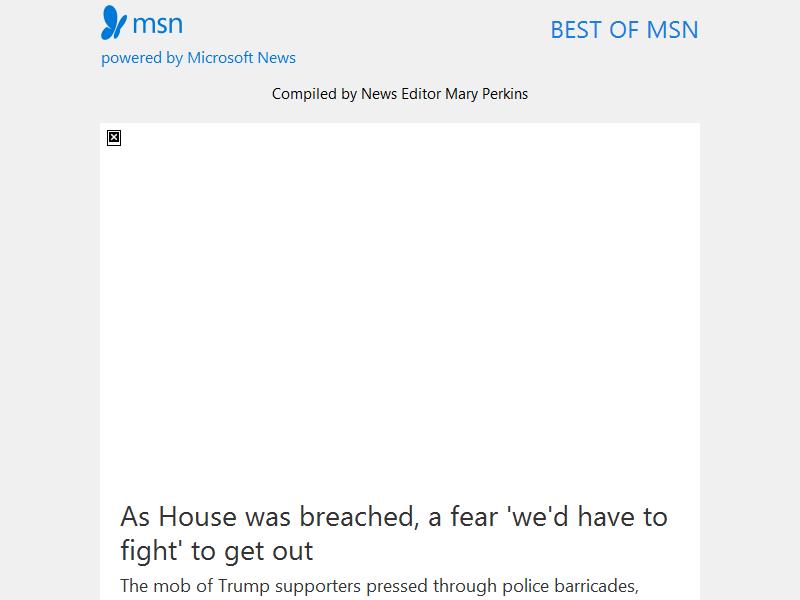 msn
BEST OF MSN
powered by Microsoft News
Compiled by News Editor Mary Perkins
As House was breached, a fear 'we'd have to
fight' to get out
The mob of Trump supporters pressed through police barricades,